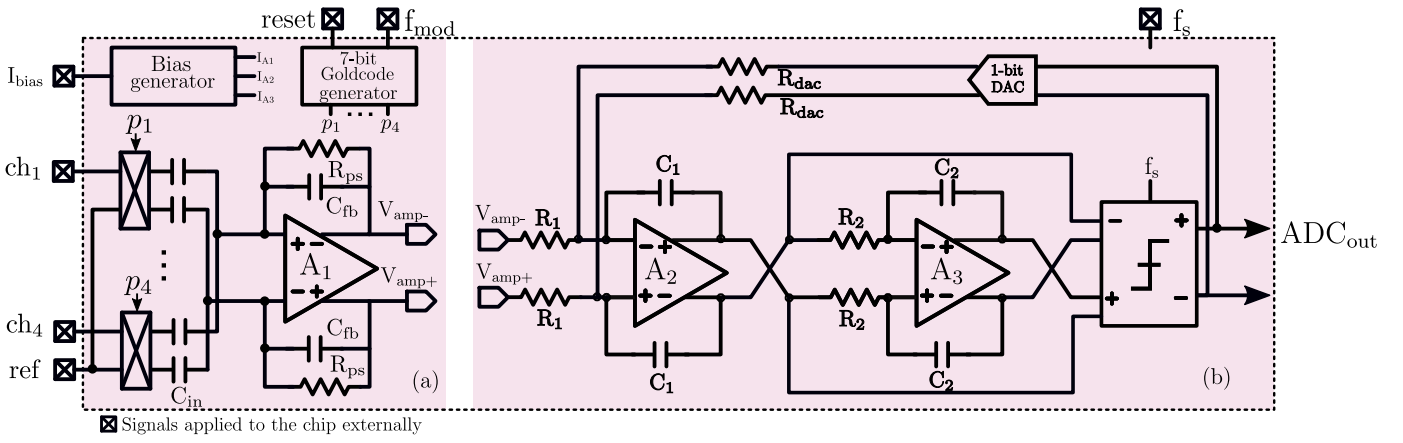 reset
f_mod
f_s
I_bias
Bias
generator
I_A1
I_A2
I_A3
7-bit
Goldcode
generator
p_1 ... p_4
p_1
ch_1
p_4
ch_4
ref
C_in
R_ps
C_fb
+ −
A_1
− +
V_amp-
V_amp+
C_fb
R_ps
(a)
R_dac
R_dac
1-bit
DAC
V_amp-
V_amp+
R_1
R_1
C_1
− +
A_2
+ −
C_1
R_2
R_2
C_2
− +
A_3
+ −
C_2
f_s
− +
+ −
ADC_out
(b)
Signals applied to the chip externally